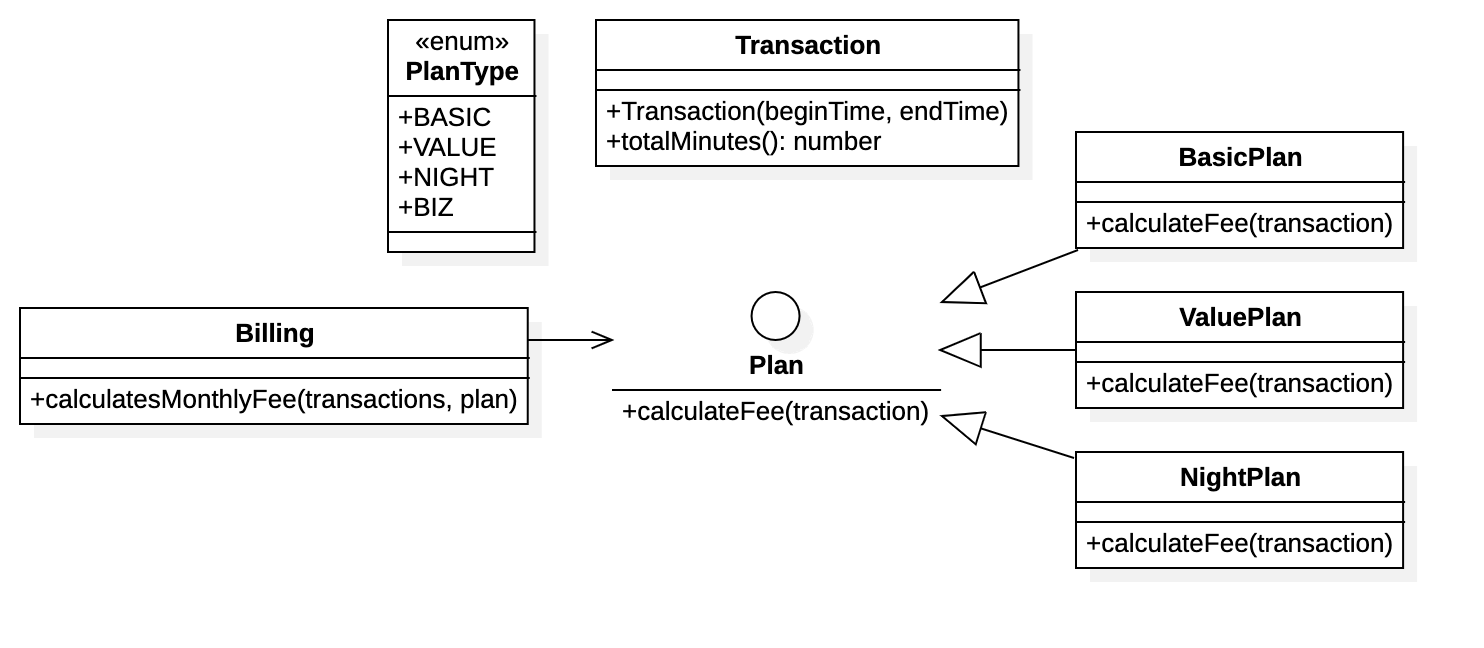 «enum»
PlanType
+BASIC
+VALUE
+NIGHT
+BIZ
Transaction
+Transaction(beginTime, endTime)
+totalMinutes(): number
BasicPlan
+calculateFee(transaction)
Billing
+calculatesMonthlyFee(transactions, plan)
Plan
+calculateFee(transaction)
ValuePlan
+calculateFee(transaction)
NightPlan
+calculateFee(transaction)